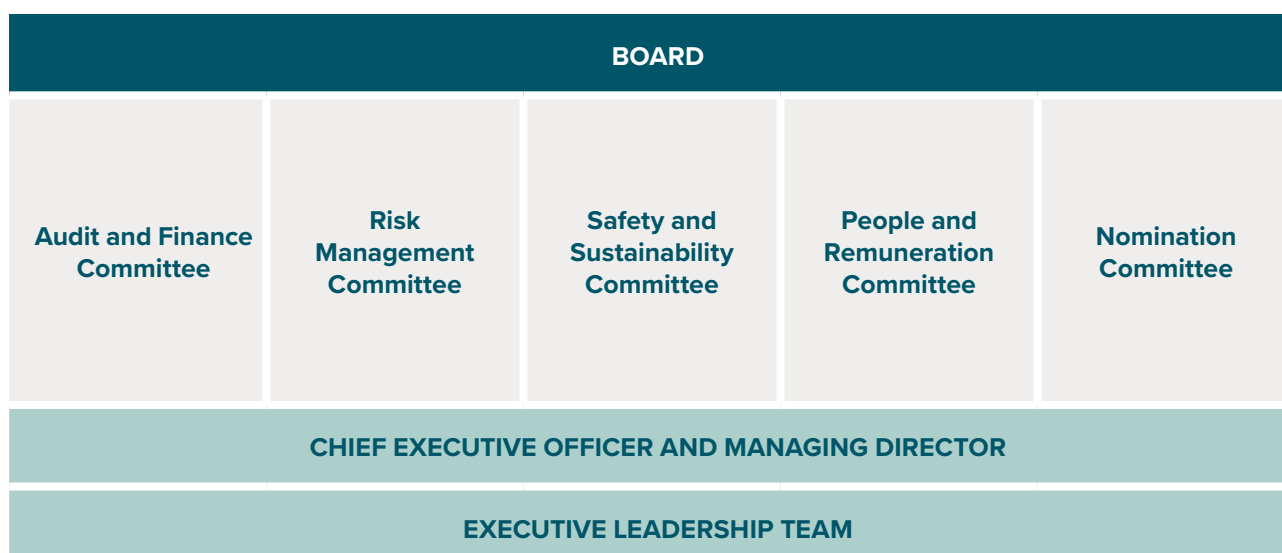 BOARD
Audit and Finance
Committee
Risk
Management
Committee
Safety and
Sustainability
Committee
People and
Remuneration
Committee
Nomination
Committee
CHIEF EXECUTIVE OFFICER AND MANAGING DIRECTOR
EXECUTIVE LEADERSHIP TEAM